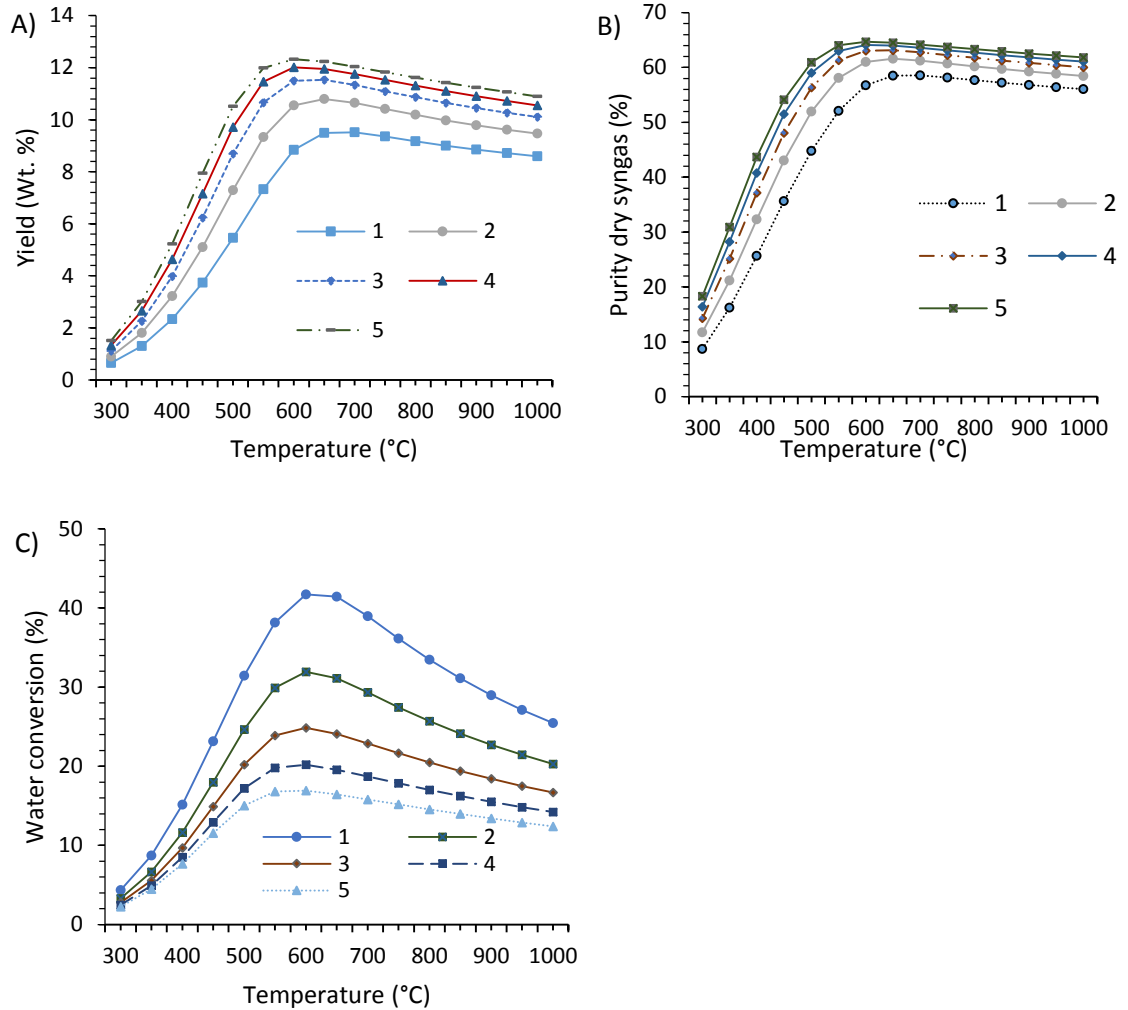 A)
Yield (Wt. %)
14
12
10
8
6
4
2
0
1 2
3 4
5
300 400 500 600 700 800 900 1000
Temperature (°C)
B)
Purity dry syngas (%)
70
60
50
40
30
20
10
0
1 2
3 4
5
300 400 500 600 700 800 900 1000
Temperature (°C)
C)
Water conversion (%)
50
40
30
20
10
0
1 2
3 4
5
300 400 500 600 700 800 900 1000
Temperature (°C)